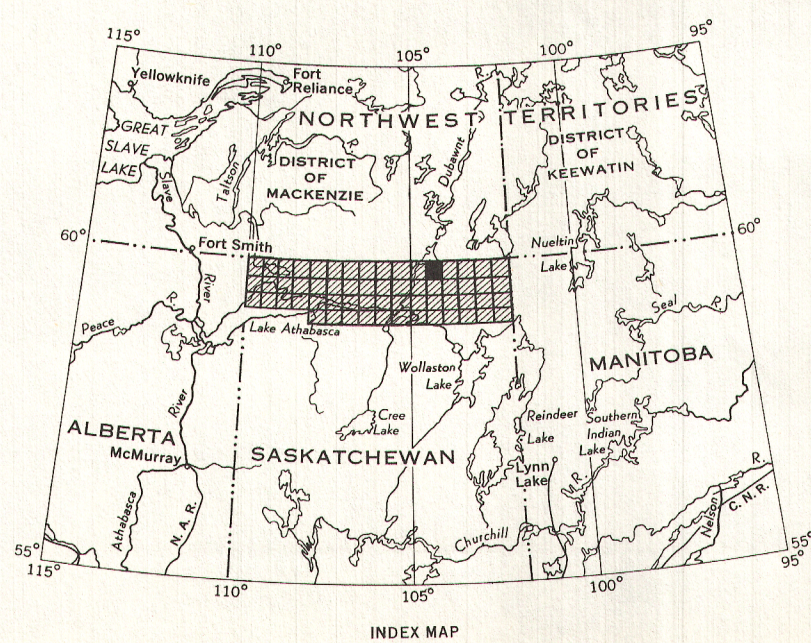 115°
110°
105°
100°
95°
Yellowknife
Fort
Reliance
R.
NORTHWEST TERRITORIES
GREAT
SLAVE
LAKE
Slave
Taltson
R.
DISTRICT
OF
MACKENZIE
Dubawnt
DISTRICT
OF
KEEWATIN
60°
Fort Smith
Nueltin
Lake
60°
River
R.
Peace
Lake Athabasca
Seal R.
Wollaston
Lake
MANITOBA
River
Cree
Lake
Reindeer
Lake
Southern
Indian
Lake
ALBERTA
McMurray
SASKATCHEWAN
Lynn
Lake
R.
R.
Athabasca
N.A.R.
Churchill
Nelson
C.N.R.
55°
115°
110°
105°
100°
55°
95°
INDEX MAP